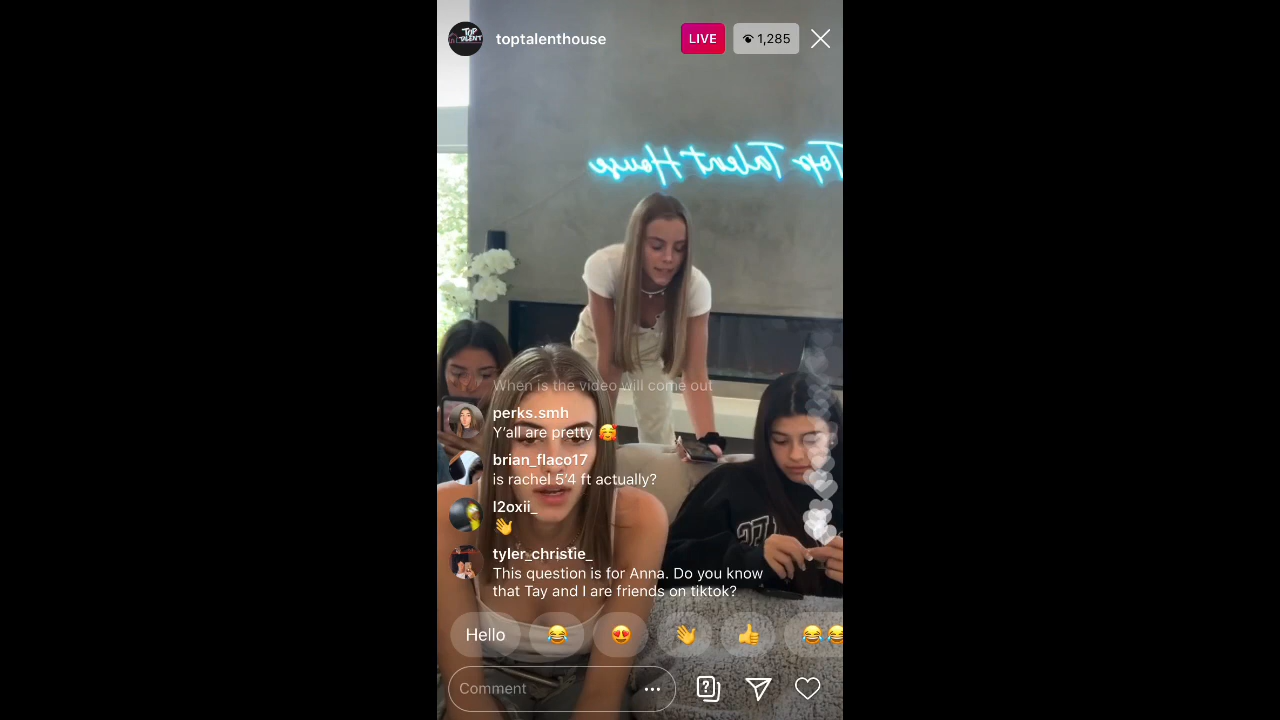 TOP
TALENT
toptalenthouse
LIVE
1,285
Top Talent House
When is the video will come out
perks.smh
Y'all are pretty 🥰
brian_flaco17
is rachel 5'4 ft actually?
l2oxii_
👋
tyler_christie_
This question is for Anna. Do you know
that Tay and I are friends on tiktok?
Hello 😂 😍 👋 👍 😂😂
Comment